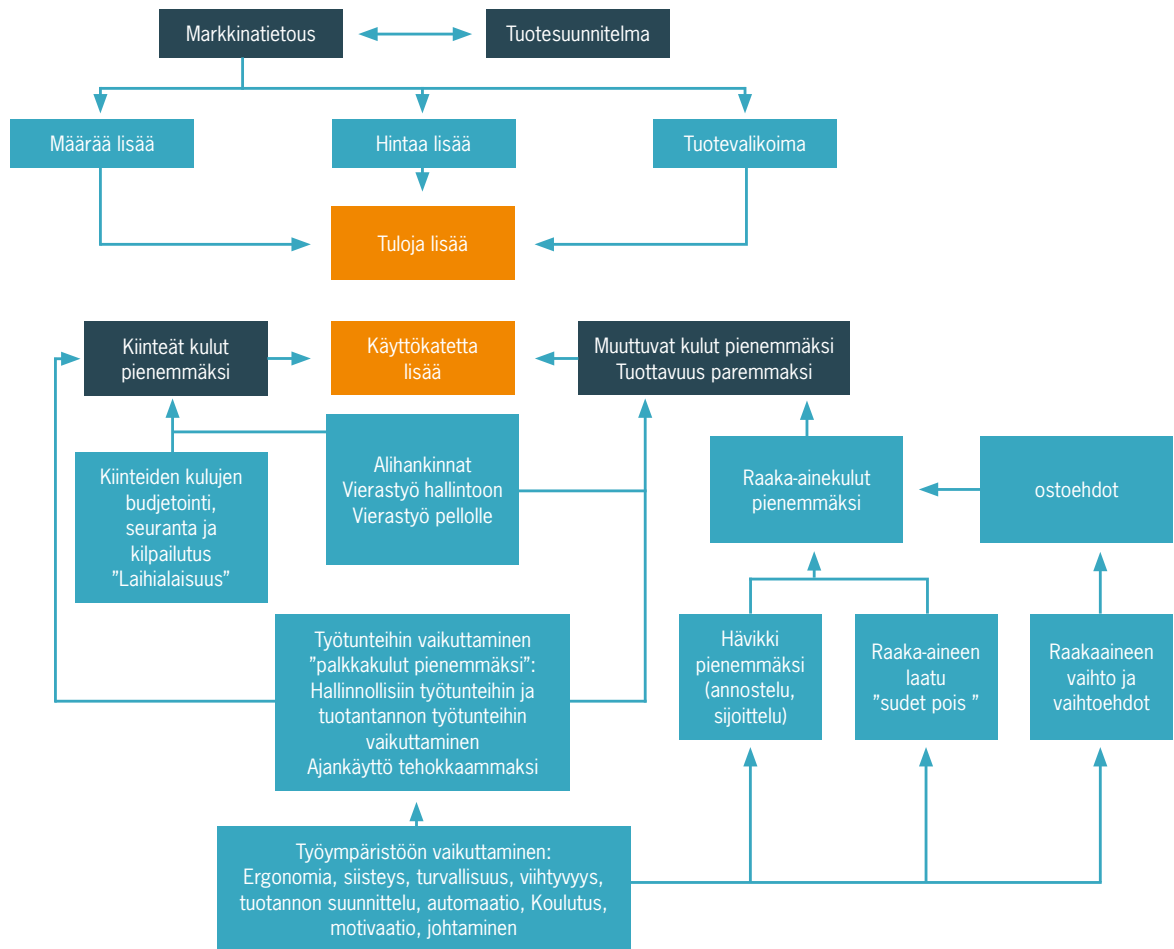 Markkinatietous
Tuotesuunnitelma
Määrää lisää
Hintaa lisää
Tuotevalikoima
Tuloja lisää
Kiinteät kulut
pienemmäksi
Käyttökatetta
lisää
Muuttuvat kulut pienemmäksi
Tuottavuus paremmaksi
Kiinteiden kulujen
budjetointi,
seuranta ja
kilpailutus
"Laihialaisuus"
Alihankinnat
Vierastyö hallintoon
Vierastyö pellolle
Raaka-ainekulut
pienemmäksi
ostoehdot
Työtunteihin vaikuttaminen
"palkkakulut pienemmäksi":
Hallinnollisiin työtunteihin ja
tuotantannon työtunteihin
vaikuttaminen
Ajankäyttö tehokkaammaksi
Hävikki
pienemmäksi
(annostelu,
sijoittelu)
Raaka-aineen
laatu
"sudet pois "
Raakaaineen
vaihto ja
vaihtoehdot
Työympäristöön vaikuttaminen:
Ergonomia, siisteys, turvallisuus, viihtyvyys,
tuotannon suunnittelu, automaatio, Koulutus,
motivaatio, johtaminen